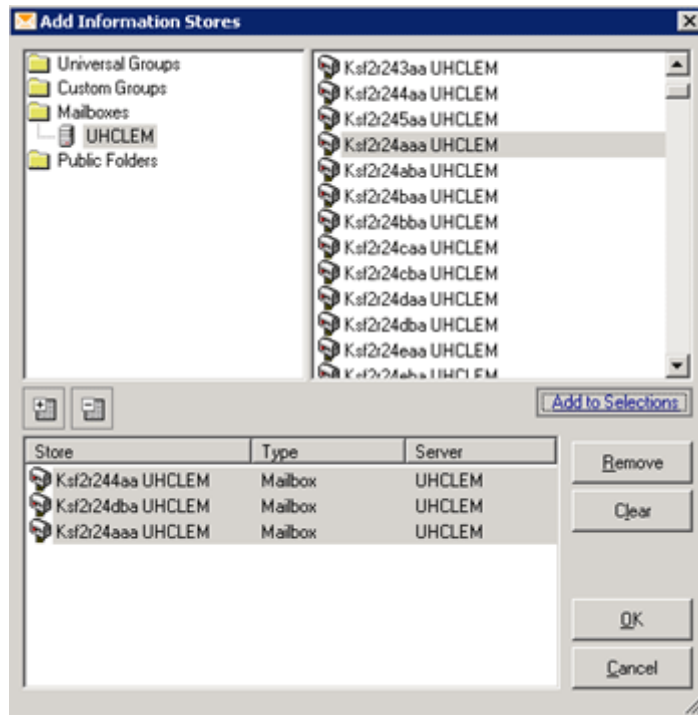 Add Information Stores
Universal Groups
Custom Groups
Mailboxes
UHCLEM
Public Folders
Ksf2r243aa UHCLEM
Ksf2r244aa UHCLEM
Ksf2r245aa UHCLEM
Ksf2r24aaa UHCLEM
Ksf2r24aba UHCLEM
Ksf2r24baa UHCLEM
Ksf2r24bba UHCLEM
Ksf2r24caa UHCLEM
Ksf2r24cba UHCLEM
Ksf2r24daa UHCLEM
Ksf2r24dba UHCLEM
Ksf2r24eaa UHCLEM
Ksf2r24eba UHCLEM
Add to Selections
Store Type Server
Ksf2r244aa UHCLEM Mailbox UHCLEM
Ksf2r24dba UHCLEM Mailbox UHCLEM
Ksf2r24aaa UHCLEM Mailbox UHCLEM
Remove
Clear
OK
Cancel